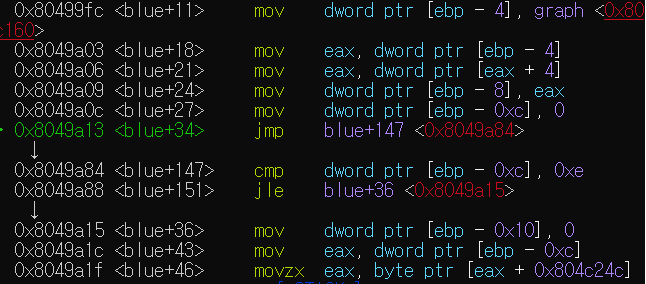 0x80499fc <blue+11> mov dword ptr [ebp - 4], graph <0x80
c160>
0x8049a03 <blue+18> mov eax, dword ptr [ebp - 4]
0x8049a06 <blue+21> mov eax, dword ptr [eax + 4]
0x8049a09 <blue+24> mov dword ptr [ebp - 8], eax
0x8049a0c <blue+27> mov dword ptr [ebp - 0xc], 0
0x8049a13 <blue+34> jmp blue+147 <0x8049a84>
↓
0x8049a84 <blue+147> cmp dword ptr [ebp - 0xc], 0xe
0x8049a88 <blue+151> jle blue+36 <0x8049a15>
↓
0x8049a15 <blue+36> mov dword ptr [ebp - 0x10], 0
0x8049a1c <blue+43> mov eax, dword ptr [ebp - 0xc]
0x8049a1f <blue+46> movzx eax, byte ptr [eax + 0x804c24c]